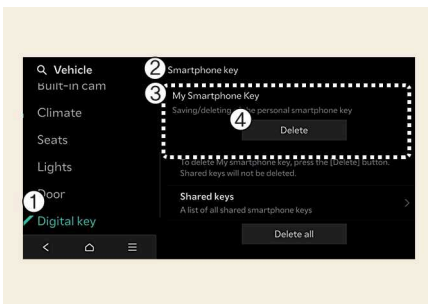 Vehicle
Built-in cam
Climate
Seats
Lights
Door
Digital key
1
2
Smartphone key
3
My Smartphone Key
Saving/deleting the personal smartphone key
4
Delete
To delete My smartphone key, press the [Delete] button.
Shared keys will not be deleted.
Shared keys
A list of all shared smartphone keys
Delete all